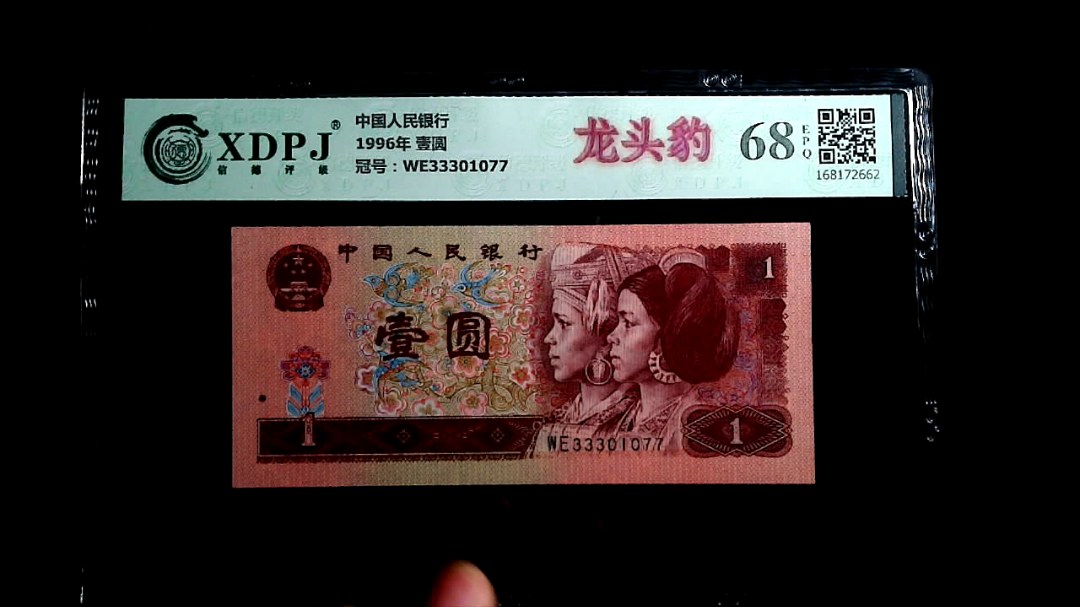 XDPJ®
信德评级
中国人民银行
1996年 壹圆
冠号：WE33301077
龙头豹
68
EPQ
168172662
中国人民银行
1
壹圆
1
WE33301077
1